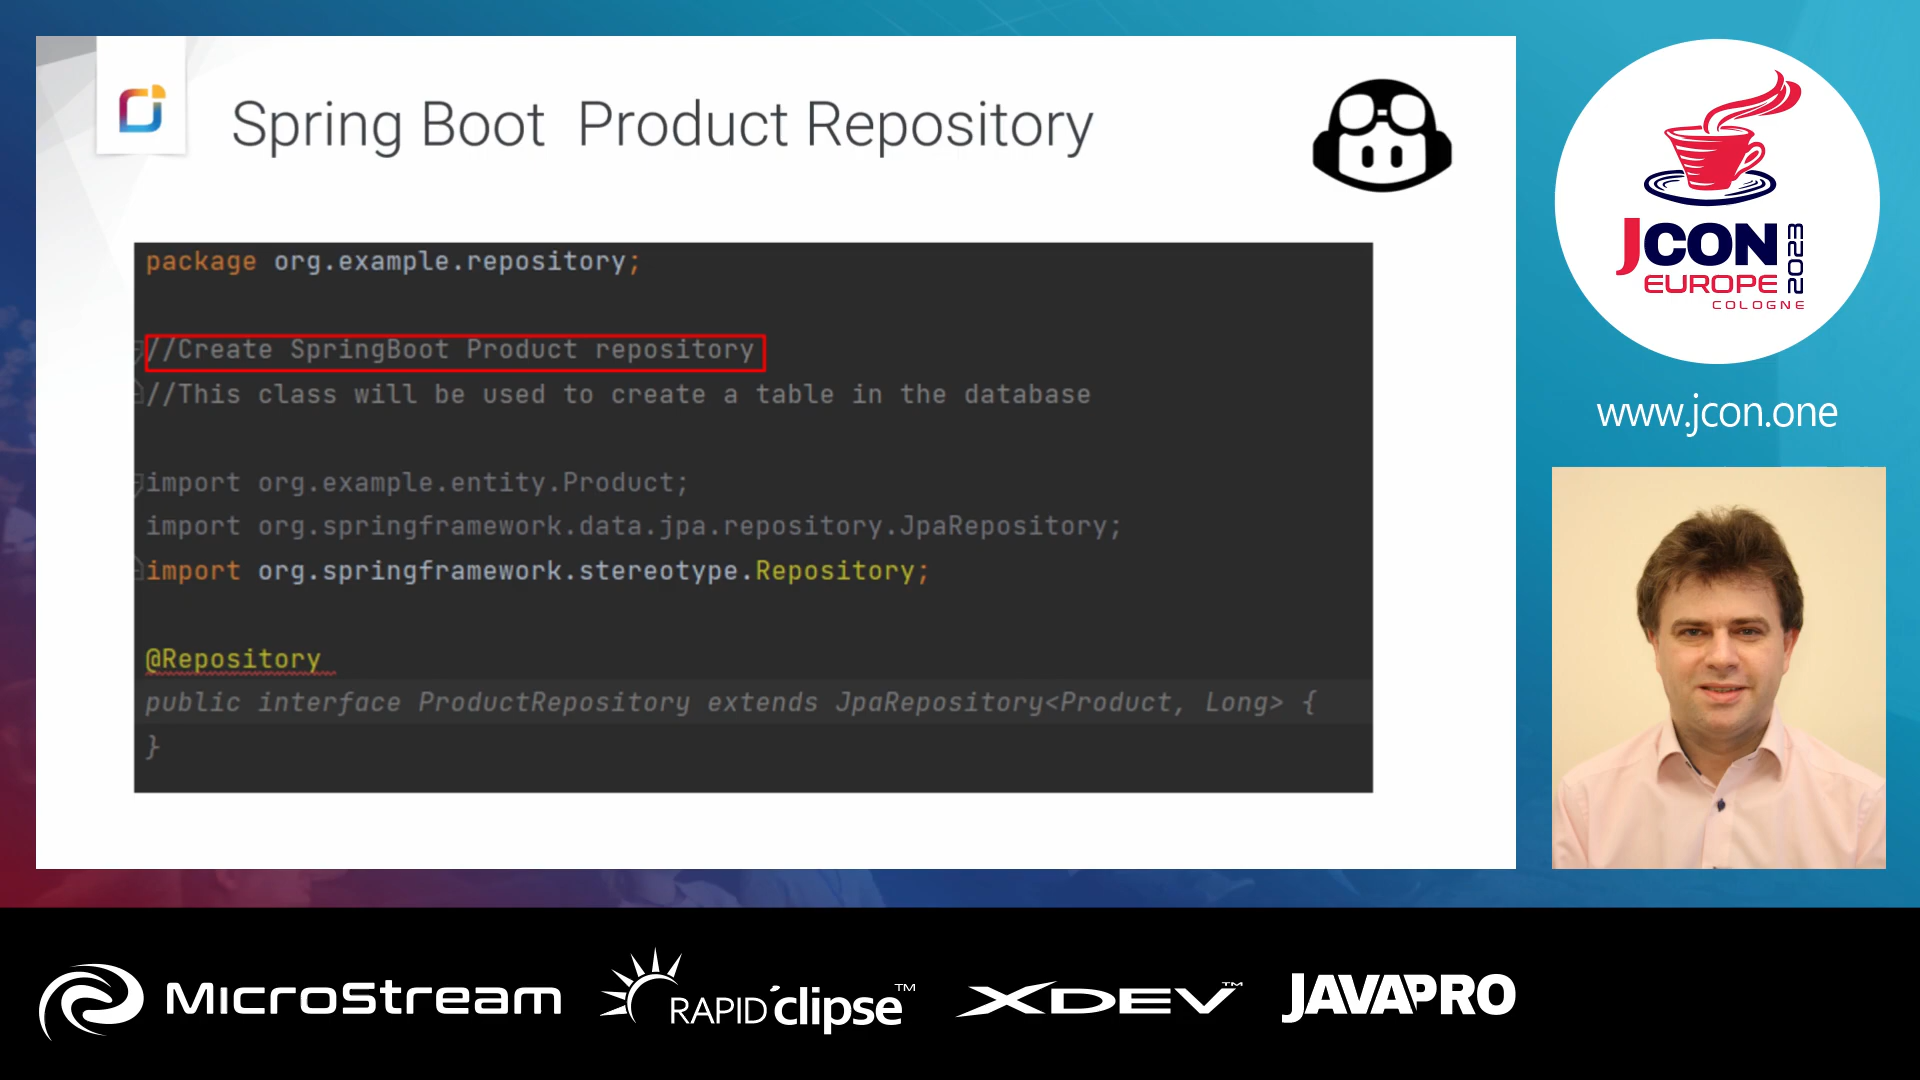 Spring Boot  Product Repository
package org.example.repository;
//Create SpringBoot Product repository
//This class will be used to create a table in the database
import org.example.entity.Product;
import org.springframework.data.jpa.repository.JpaRepository;
import org.springframework.stereotype.Repository;
@Repository
public interface ProductRepository extends JpaRepository<Product, Long> {
}
JCON
EUROPE
2023
COLOGNE
www.jcon.one
MICROSTREAM
RAPIDclipse™
XDEV™
JAVAPRO